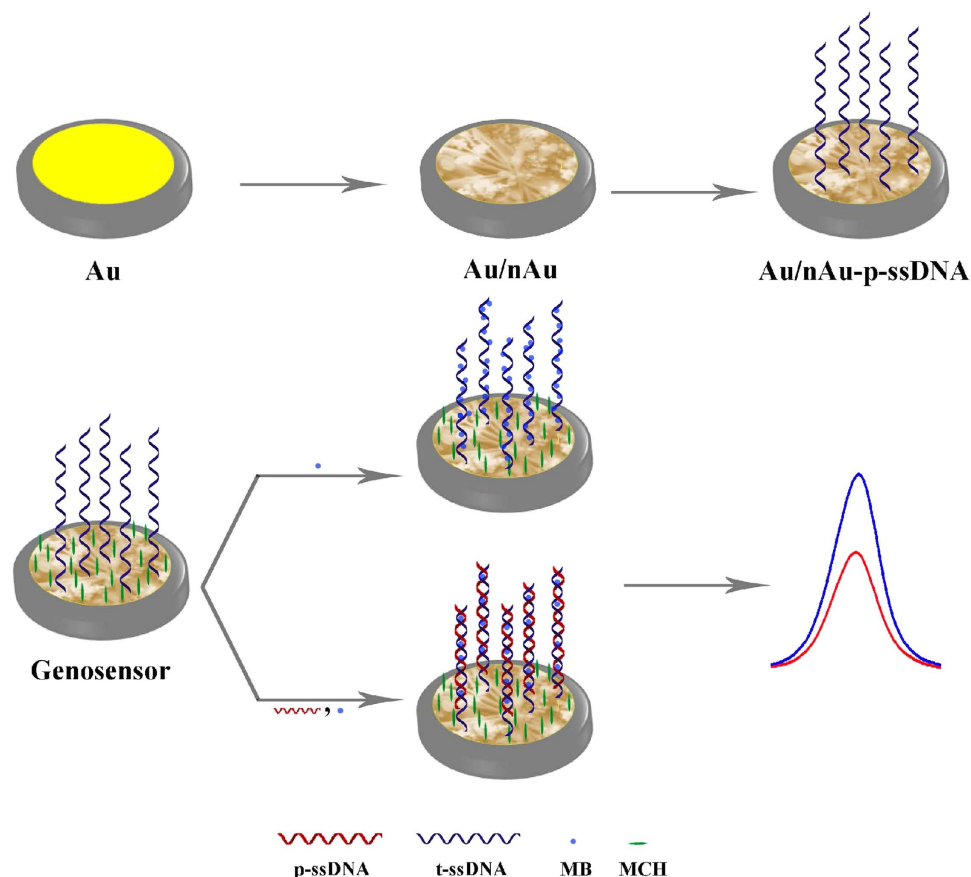 Au
Au/nAu
Au/nAu-p-ssDNA
Genosensor
,
p-ssDNA
t-ssDNA
MB
MCH